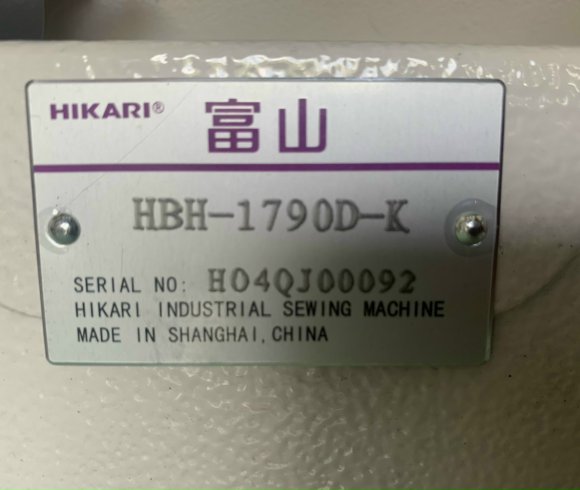 HIKARI® 富山
HBH-1790D-K
SERIAL NO: H04QJ00092
HIKARI INDUSTRIAL SEWING MACHINE
MADE IN SHANGHAI, CHINA